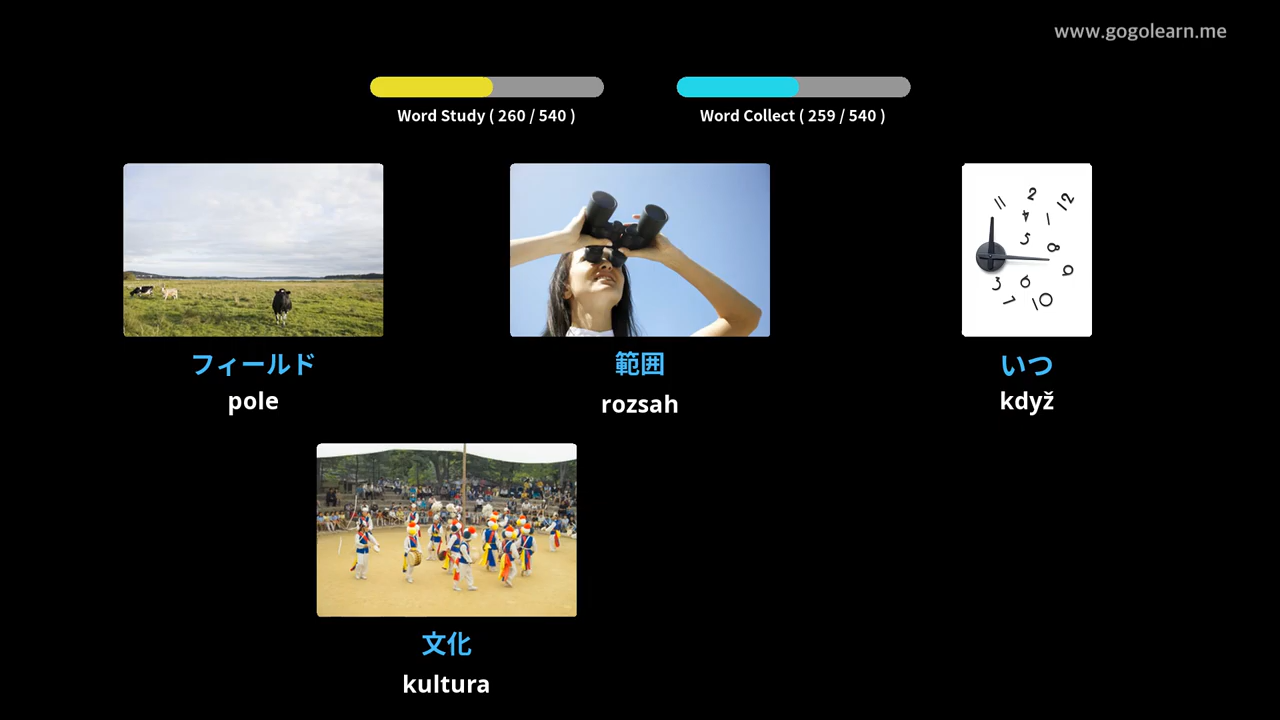 www.gogolearn.me
Word Study ( 260 / 540 )
Word Collect ( 259 / 540 )
フィールド
pole
範囲
rozsah
いつ
když
文化
kultura